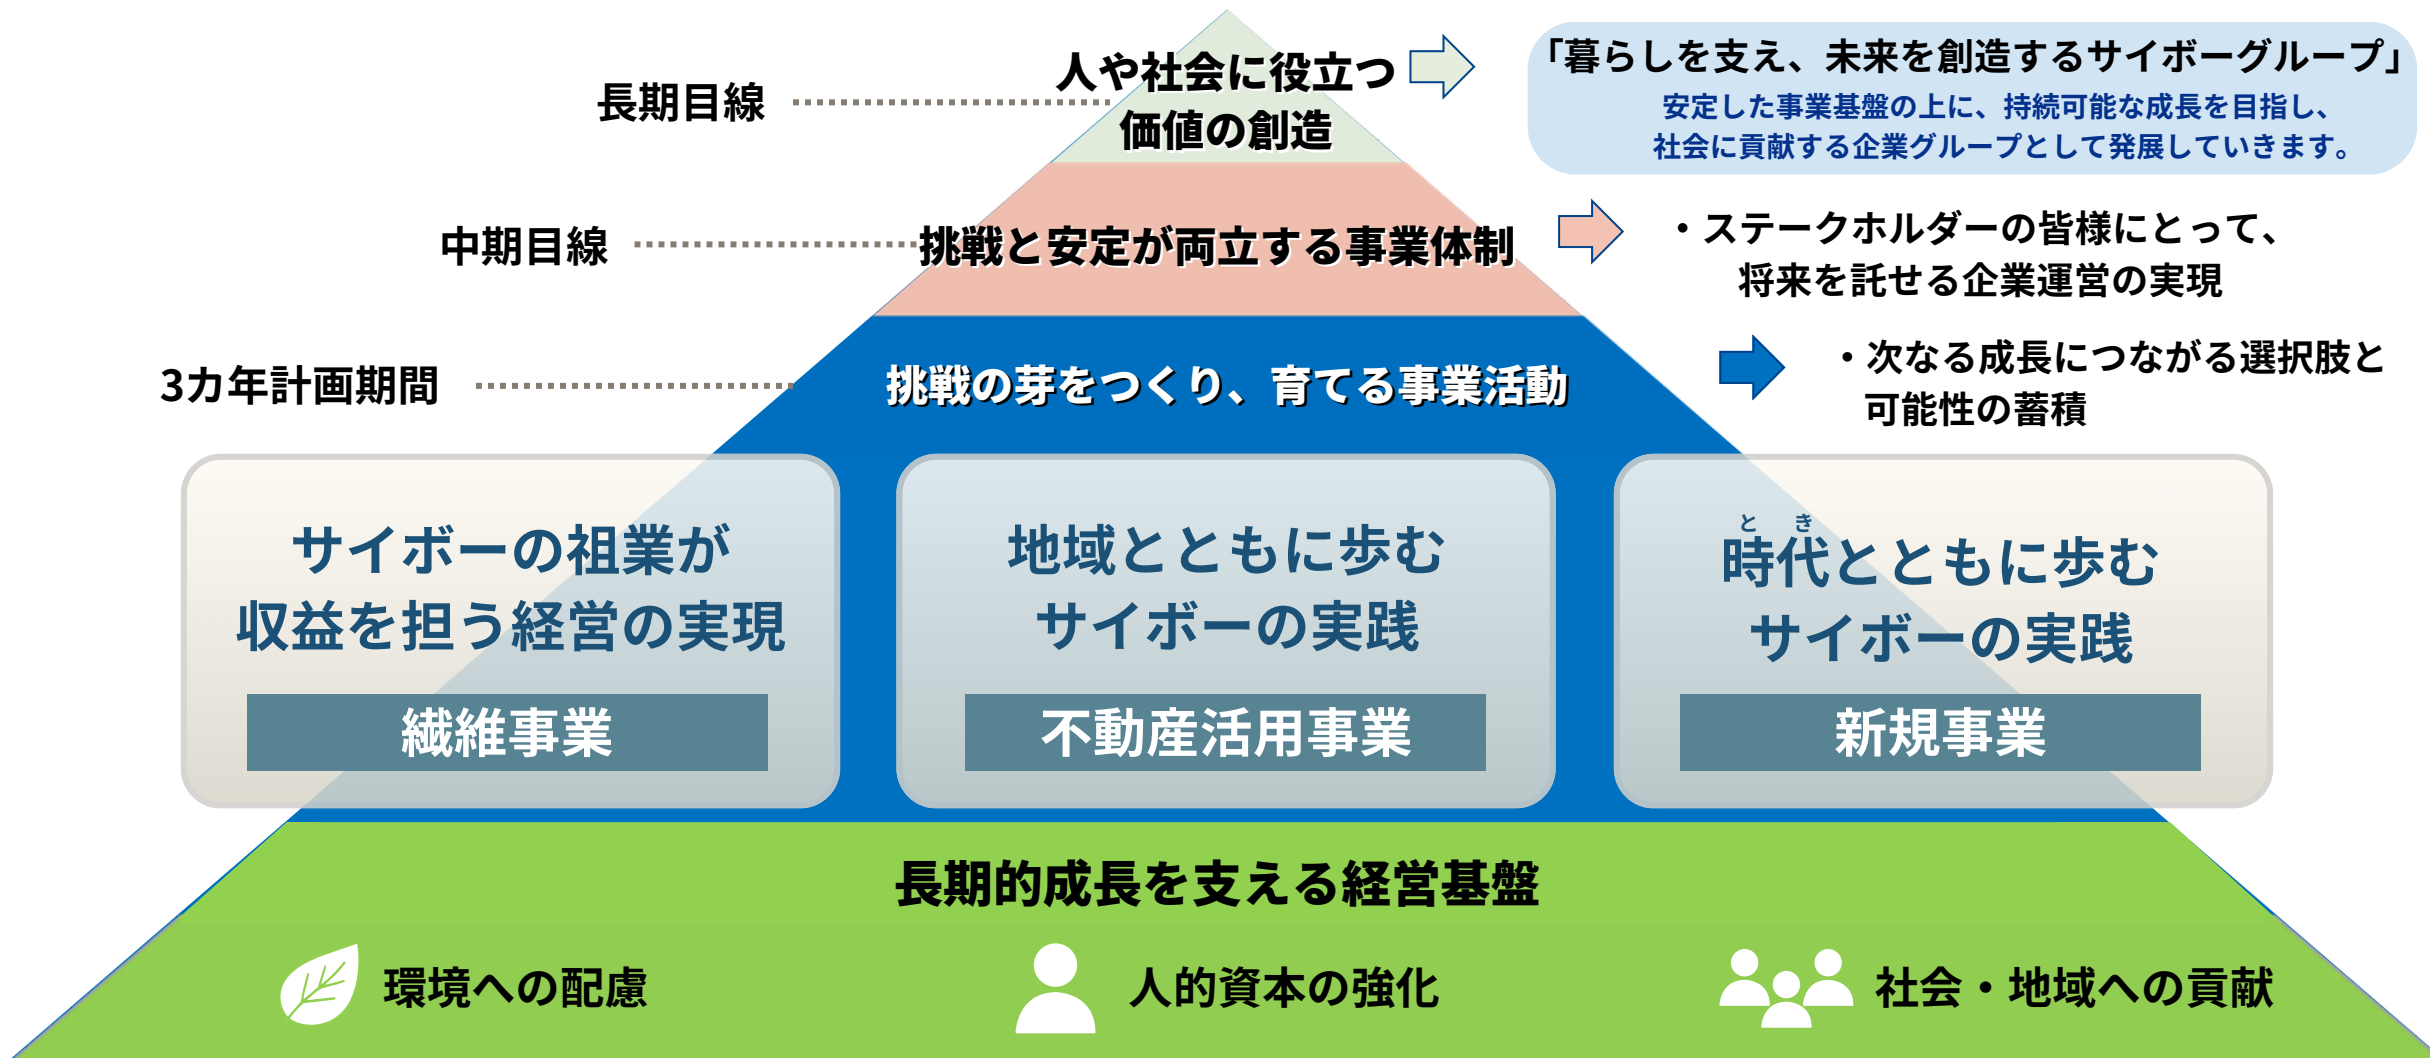 長期目線
人や社会に役立つ
価値の創造
「暮らしを支え、未来を創造するサイボーグループ」
安定した事業基盤の上に、持続可能な成長を目指し、
社会に貢献する企業グループとして発展していきます。
中期目線
挑戦と安定が両立する事業体制
・ステークホルダーの皆様にとって、
将来を託せる企業運営の実現
3カ年計画期間
挑戦の芽をつくり、育てる事業活動
・次なる成長につながる選択肢と
可能性の蓄積
サイボーの祖業が
収益を担う経営の実現
繊維事業
地域とともに歩む
サイボーの実践
不動産活用事業
とき
時代とともに歩む
サイボーの実践
新規事業
長期的成長を支える経営基盤
環境への配慮
人的資本の強化
社会・地域への貢献